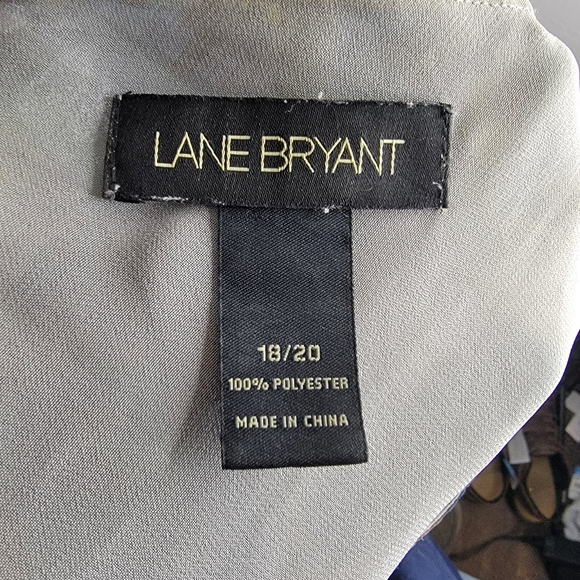 LANE BRYANT
18/20
100% POLYESTER
MADE IN CHINA